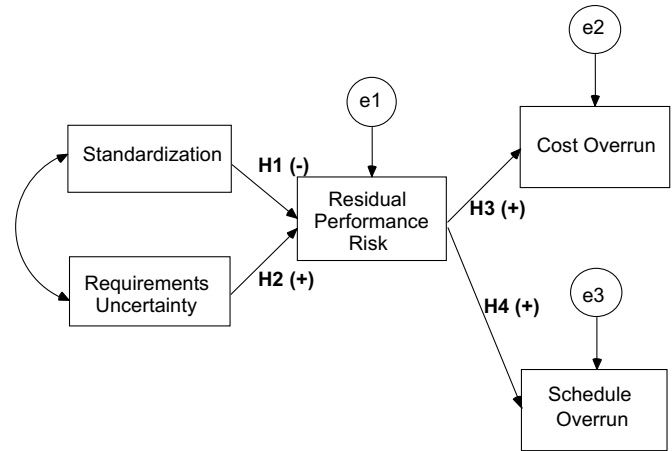 e2
e1
Standardization
Cost Overrun
H1 (-)
Residual
Performance
Risk
H3 (+)
Requirements
Uncertainty
H2 (+)
e3
H4 (+)
Schedule
Overrun